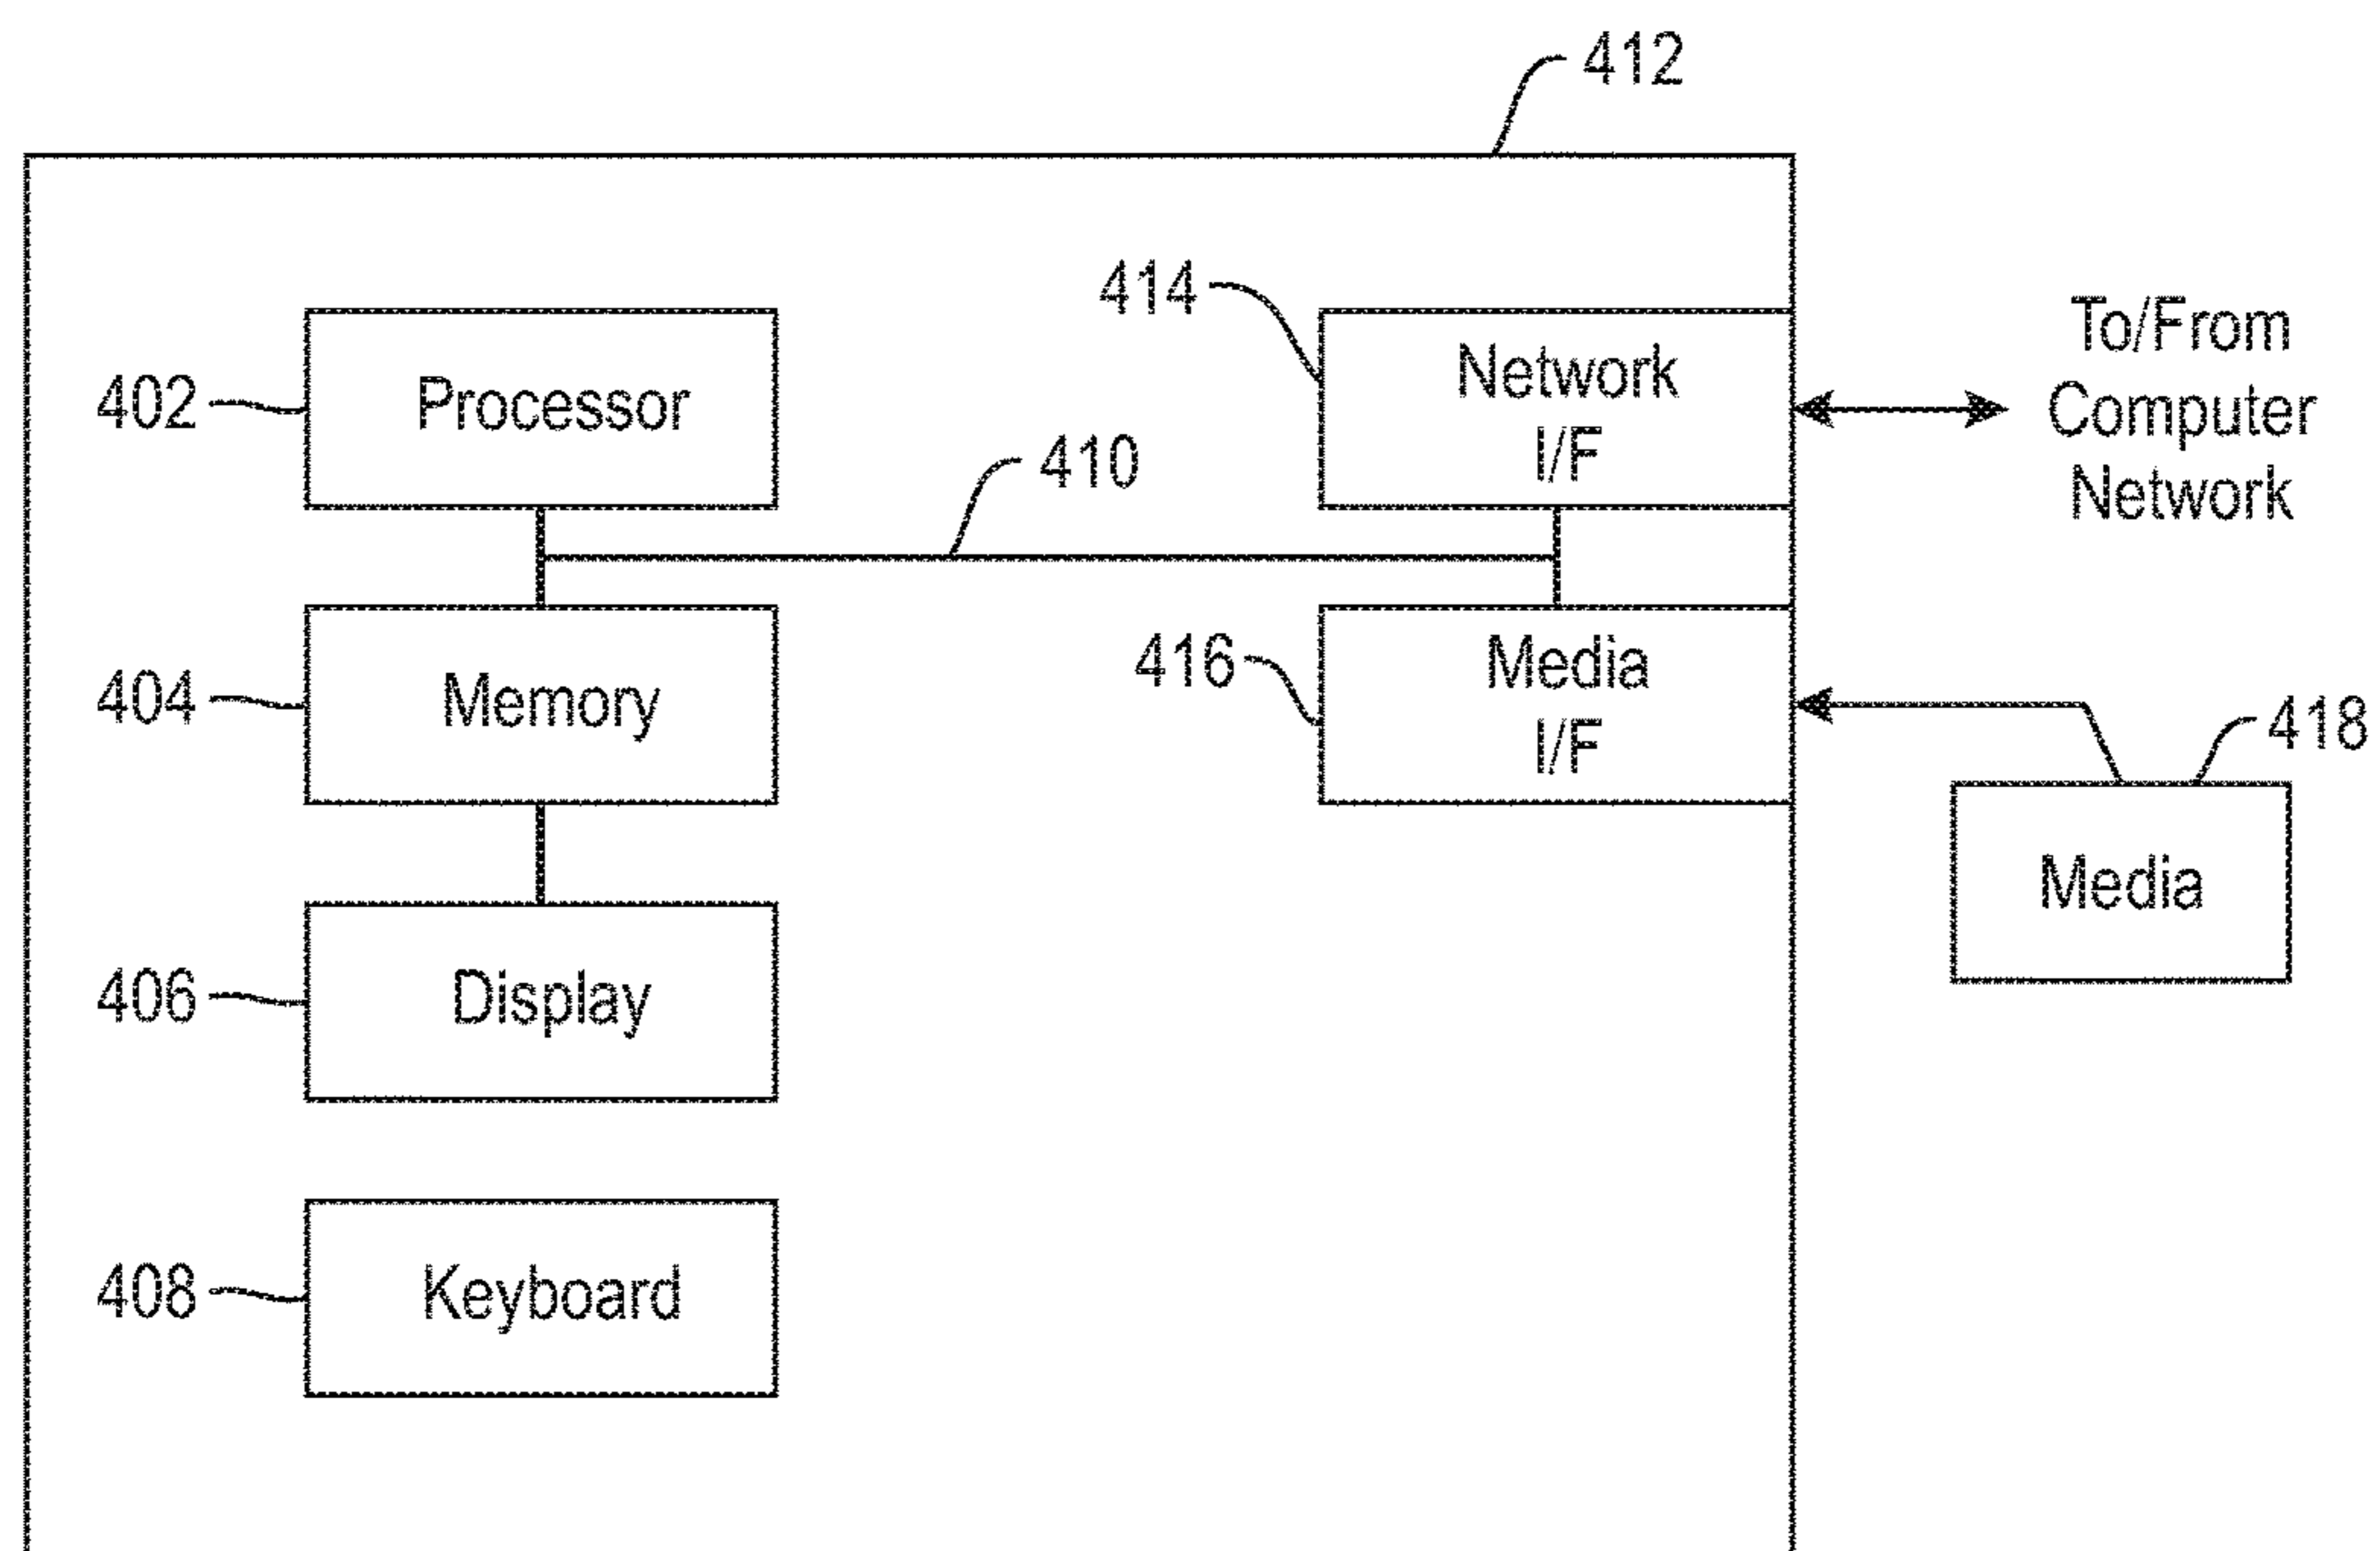 412
414
Network
I/F
To/From
Computer
Network
402
Processor
410
404
Memory
416
Media
I/F
418
Media
406
Display
408
Keyboard